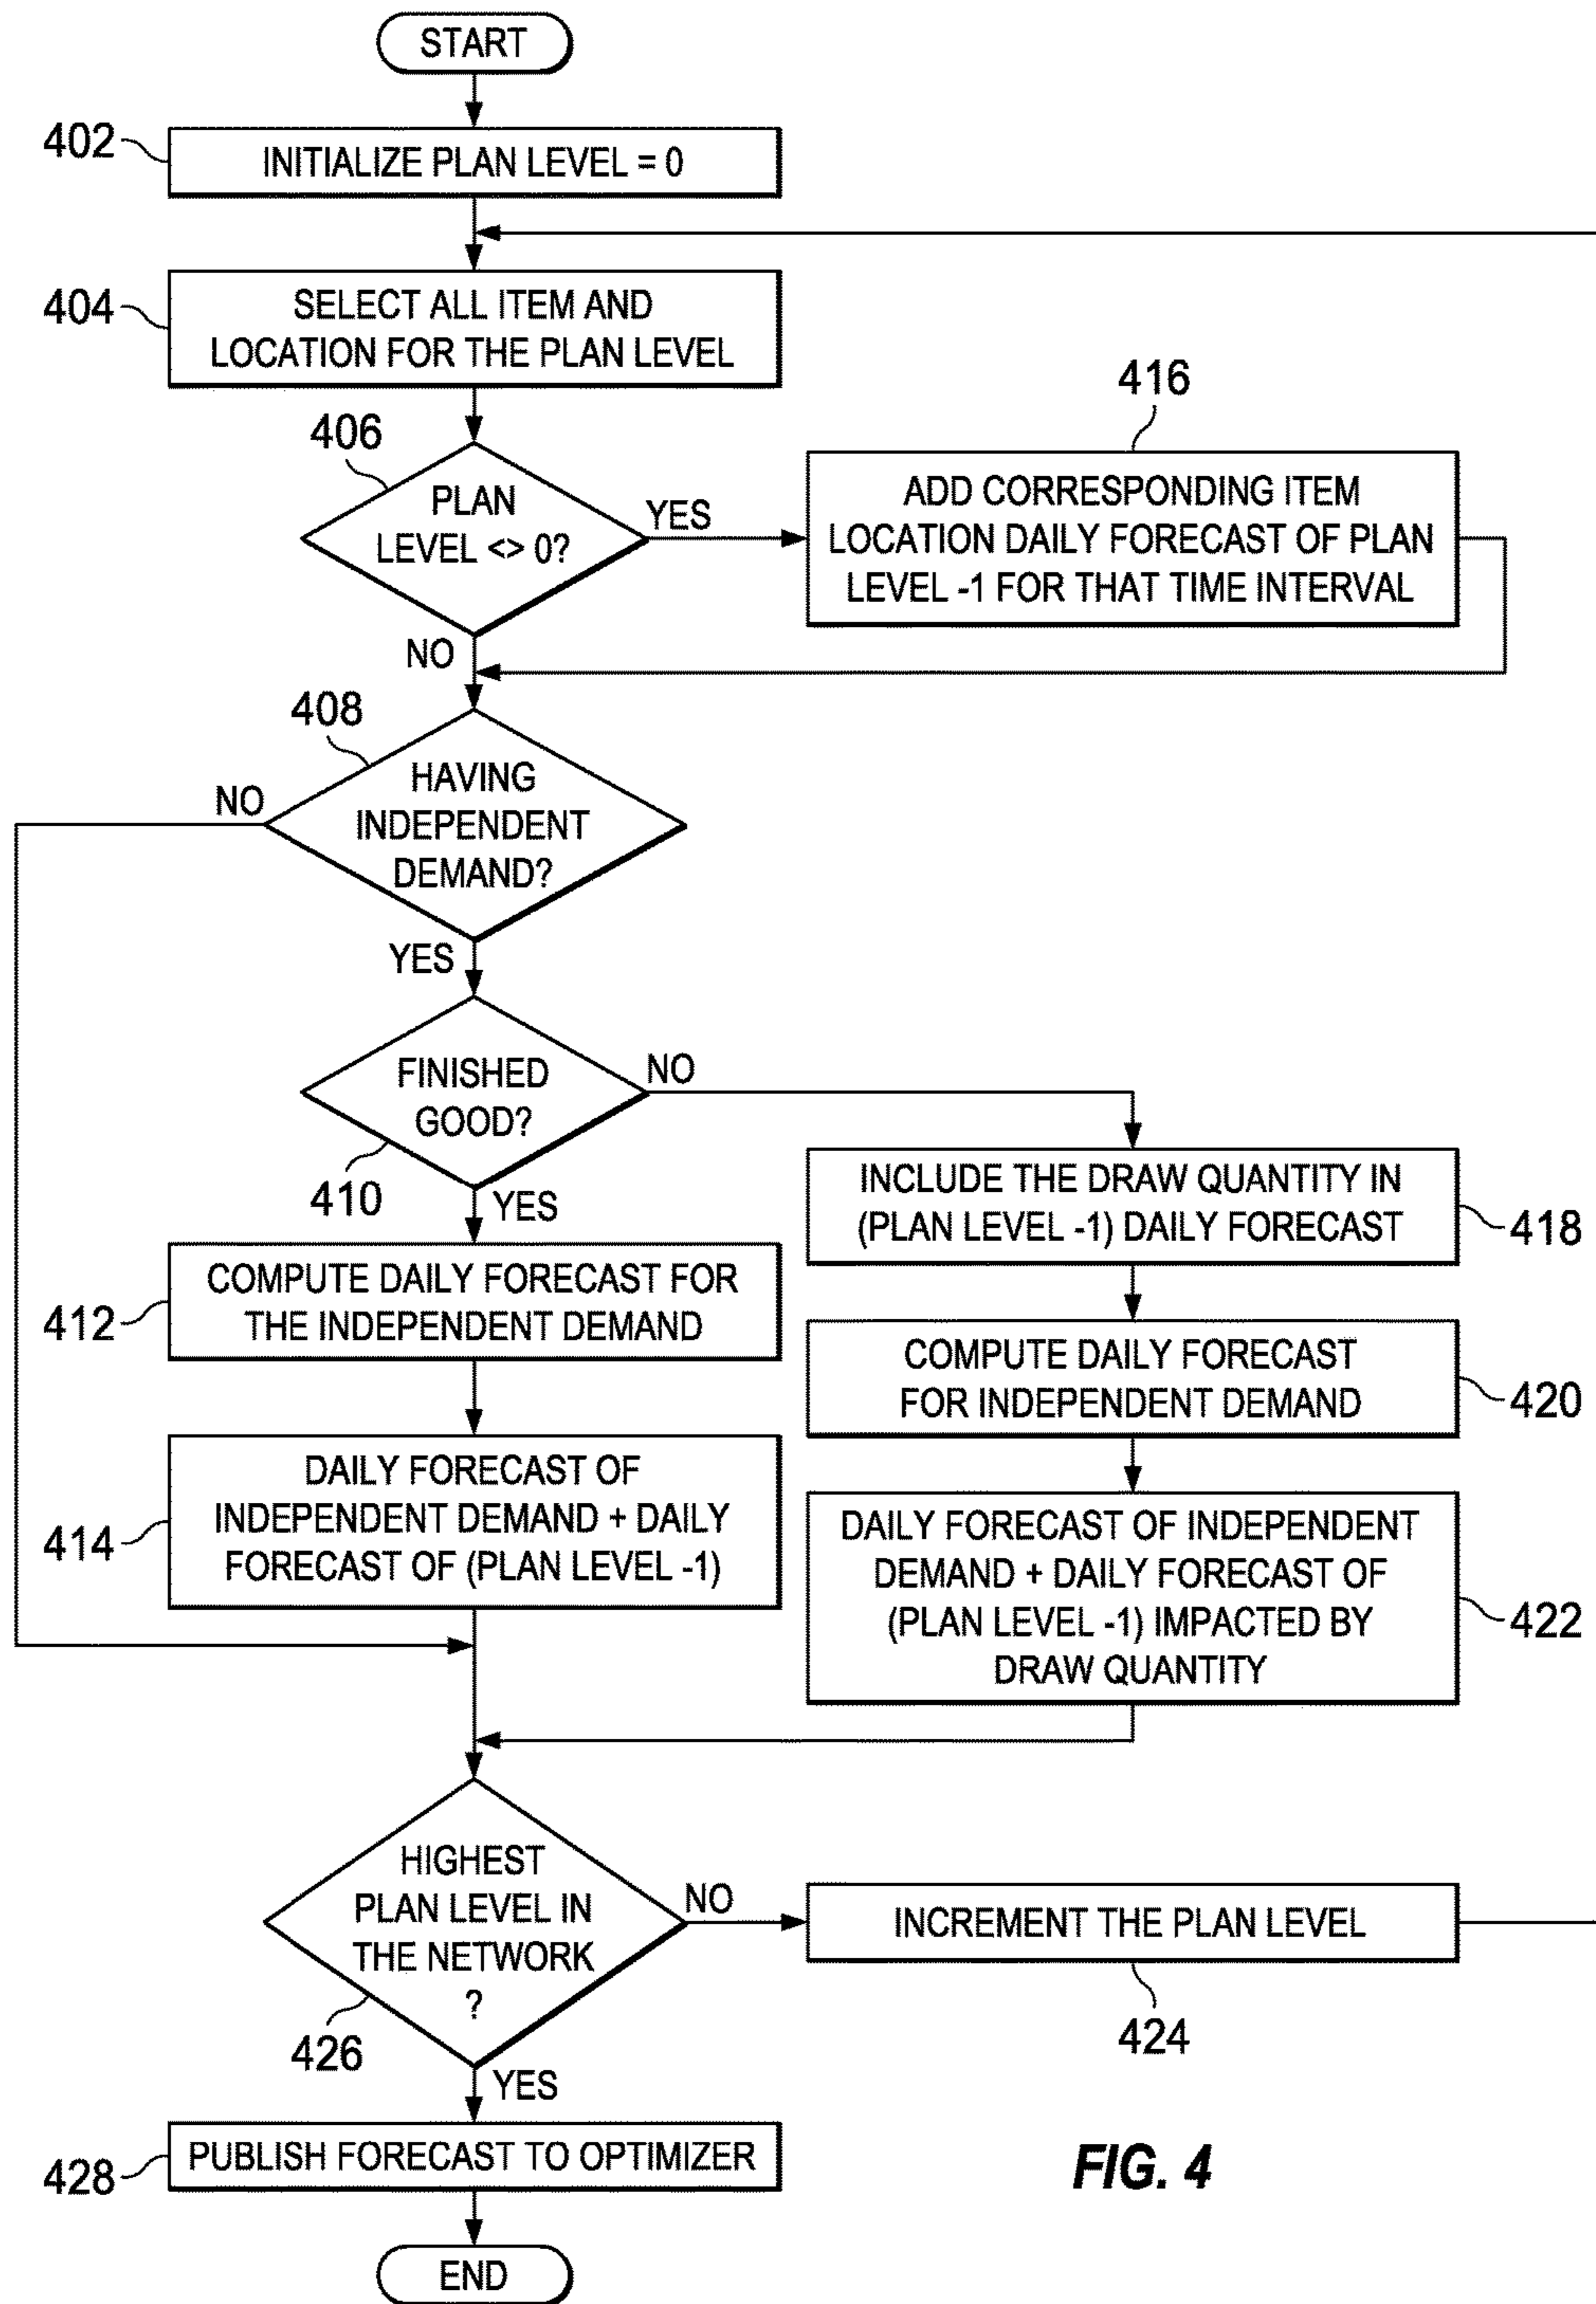 START
402
INITIALIZE PLAN LEVEL = 0
404
SELECT ALL ITEM AND
LOCATION FOR THE PLAN LEVEL
406
PLAN
LEVEL <> 0?
YES
NO
416
ADD CORRESPONDING ITEM
LOCATION DAILY FORECAST OF PLAN
LEVEL -1 FOR THAT TIME INTERVAL
408
HAVING
INDEPENDENT
DEMAND?
NO
YES
FINISHED
GOOD?
410
NO
YES
412
COMPUTE DAILY FORECAST FOR
THE INDEPENDENT DEMAND
414
DAILY FORECAST OF
INDEPENDENT DEMAND + DAILY
FORECAST OF (PLAN LEVEL -1)
INCLUDE THE DRAW QUANTITY IN
(PLAN LEVEL -1) DAILY FORECAST
418
COMPUTE DAILY FORECAST
FOR INDEPENDENT DEMAND
420
DAILY FORECAST OF INDEPENDENT
DEMAND + DAILY FORECAST OF
(PLAN LEVEL -1) IMPACTED BY
DRAW QUANTITY
422
HIGHEST
PLAN LEVEL IN
THE NETWORK
?
426
NO
YES
INCREMENT THE PLAN LEVEL
424
428
PUBLISH FORECAST TO OPTIMIZER
END
FIG. 4